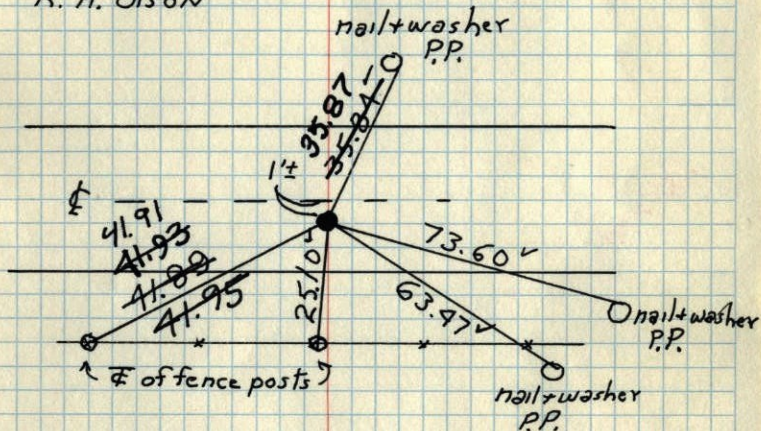 R. A. OlSON
nail+washer
P.P.
35.87
35.84
1'±
℄
41.91
41.93
41.89
41.95
25.10
73.60✓
63.47✓
nail+washer
P.P.
℄ of fence posts
nail+washer
P.P.